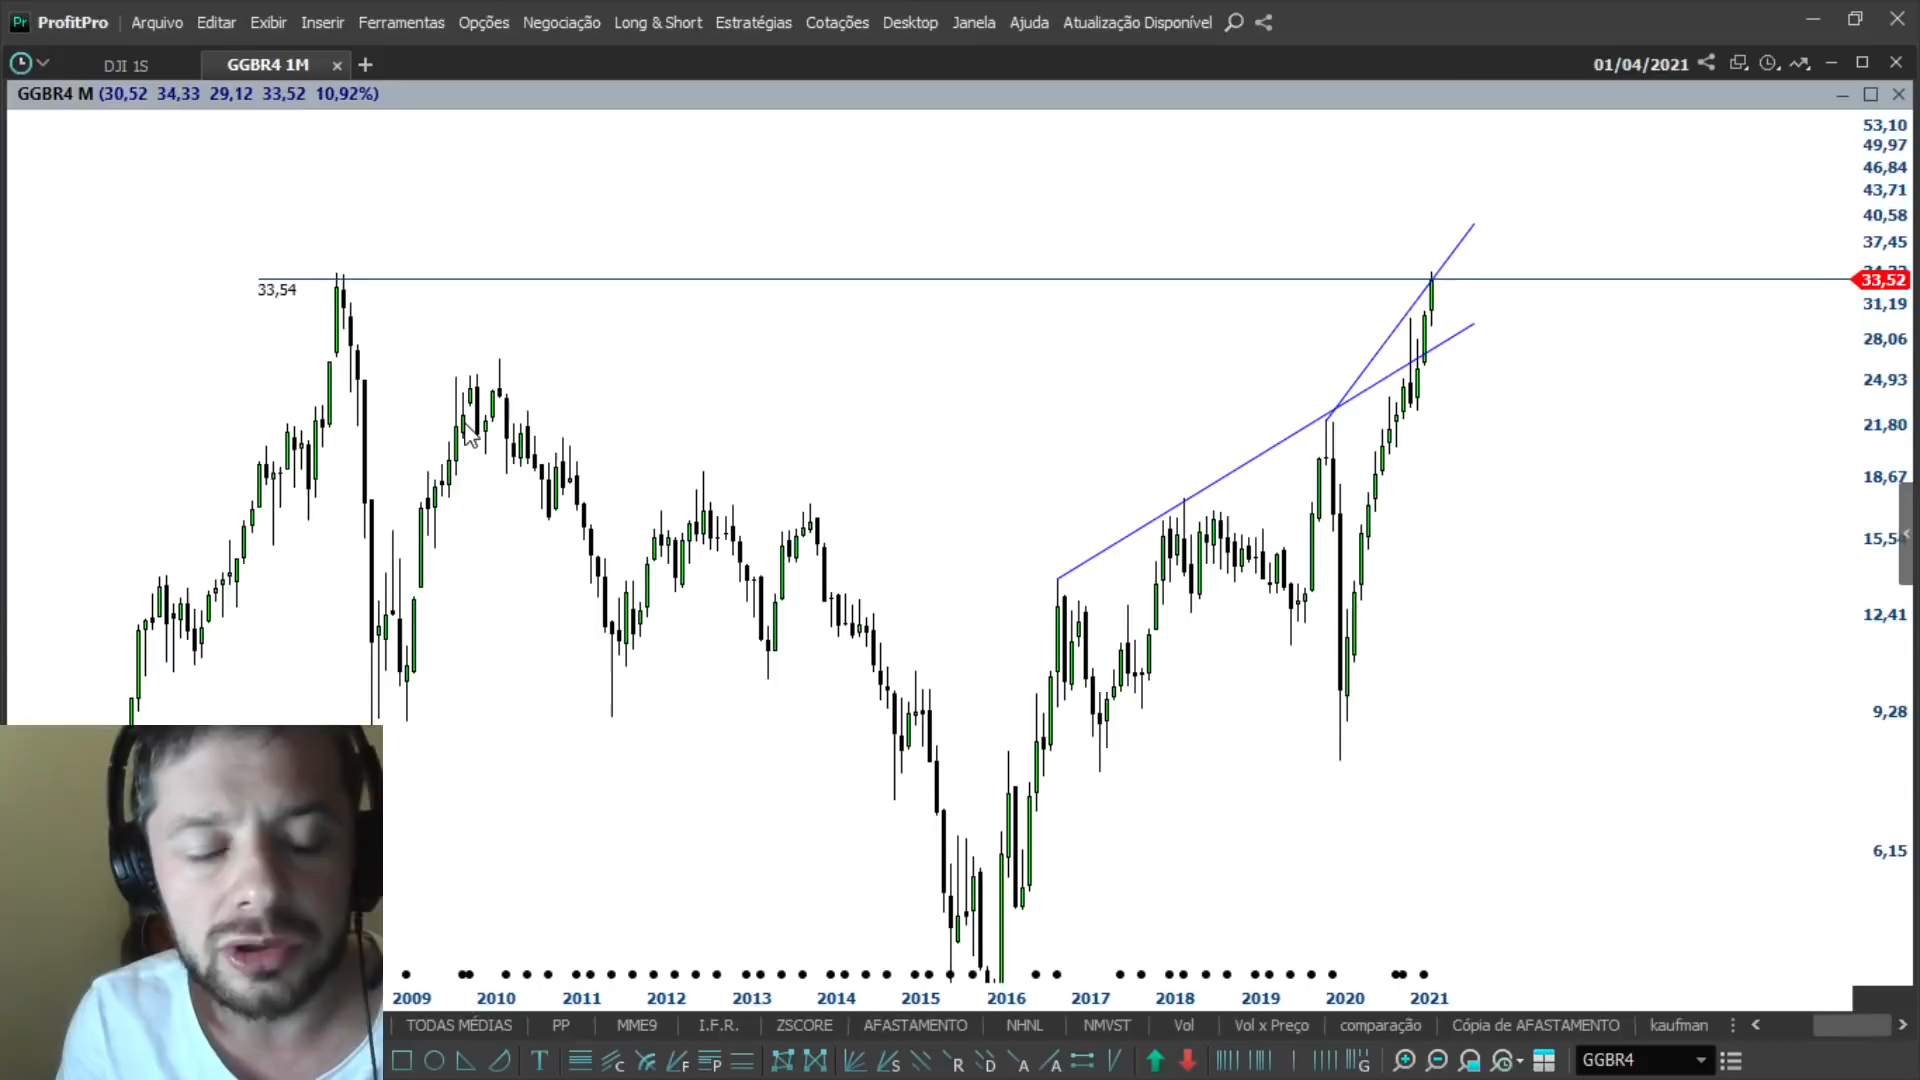 Pr ProfitPro Arquivo Editar Exibir Inserir Ferramentas Opções Negociação Long & Short Estratégias Cotações Desktop Janela Ajuda Atualização Disponível
DJI 1S GGBR4 1M 01/04/2021
GGBR4 M (30,52 34,33 29,12 33,52 10,92%)
53,10
49,97
46,84
43,71
40,58
37,45
33,52
33,54
31,19
28,06
24,93
21,80
18,67
12,41
9,28
6,15
2009 2010 2011 2012 2013 2014 2015 2016 2017 2018 2019 2020 2021
TODAS MÉDIAS PP MME9 I.F.R. ZSCORE AFASTAMENTO NHNL NMVST Vol Vol x Preço comparação Cópia de AFASTAMENTO kaufman
T C F P S R D A A G GGBR4